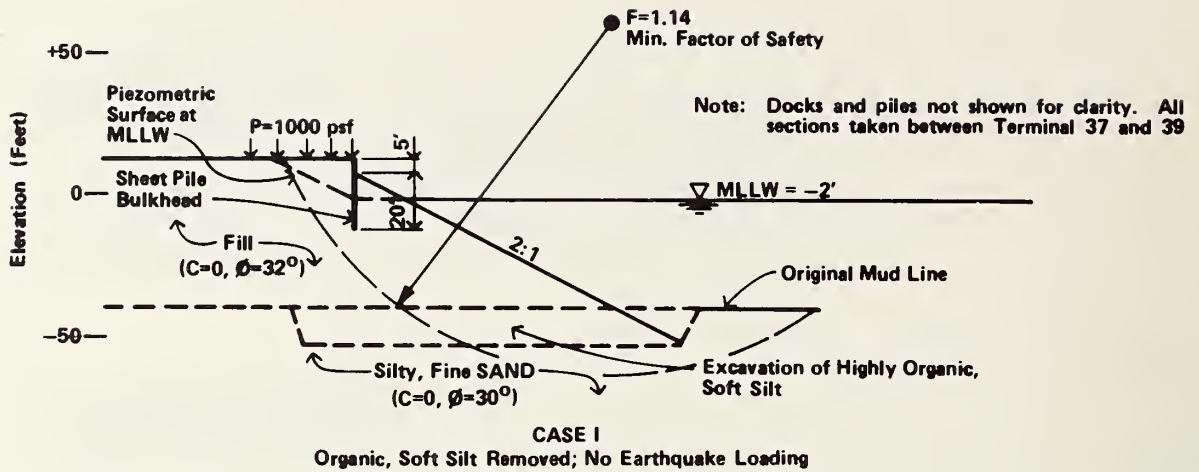 F=1.14
Min. Factor of Safety
+50
Piezometric
Surface at
MLLW
P=1000 psf
5'
Note: Docks and piles not shown for clarity. All
sections taken between Terminal 37 and 39
Elevation (Feet)
0
Sheet Pile
Bulkhead
20'
MLLW = -2'
Fill
(C=0, Ø=32°)
2:1
Original Mud Line
-50
Silty, Fine SAND
(C=0, Ø=30°)
Excavation of Highly Organic,
Soft Silt
CASE I
Organic, Soft Silt Removed; No Earthquake Loading